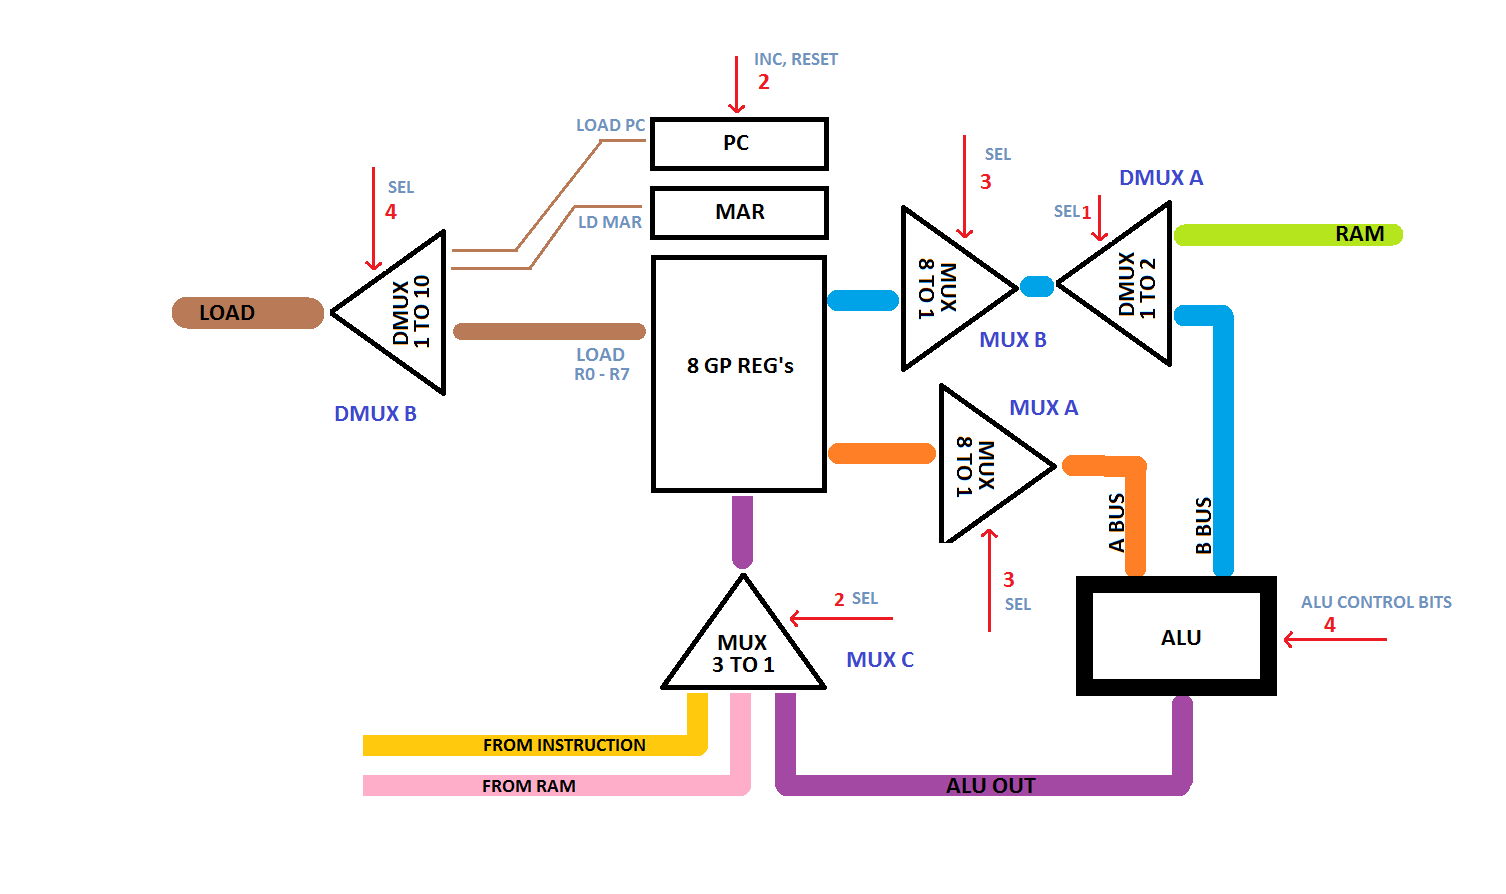 INC, RESET
2
LOAD PC
PC
SEL
3
DMUX A
SEL
4
LD MAR
MAR
SEL 1
RAM
MUX
8 TO 1
DMUX
1 TO 2
LOAD
DMUX
1 TO 10
MUX B
LOAD
R0 - R7
8 GP REG's
DMUX B
MUX A
MUX
8 TO 1
A BUS
B BUS
3
SEL
2 SEL
ALU CONTROL BITS
4
ALU
MUX
3 TO 1
MUX C
FROM INSTRUCTION
FROM RAM
ALU OUT